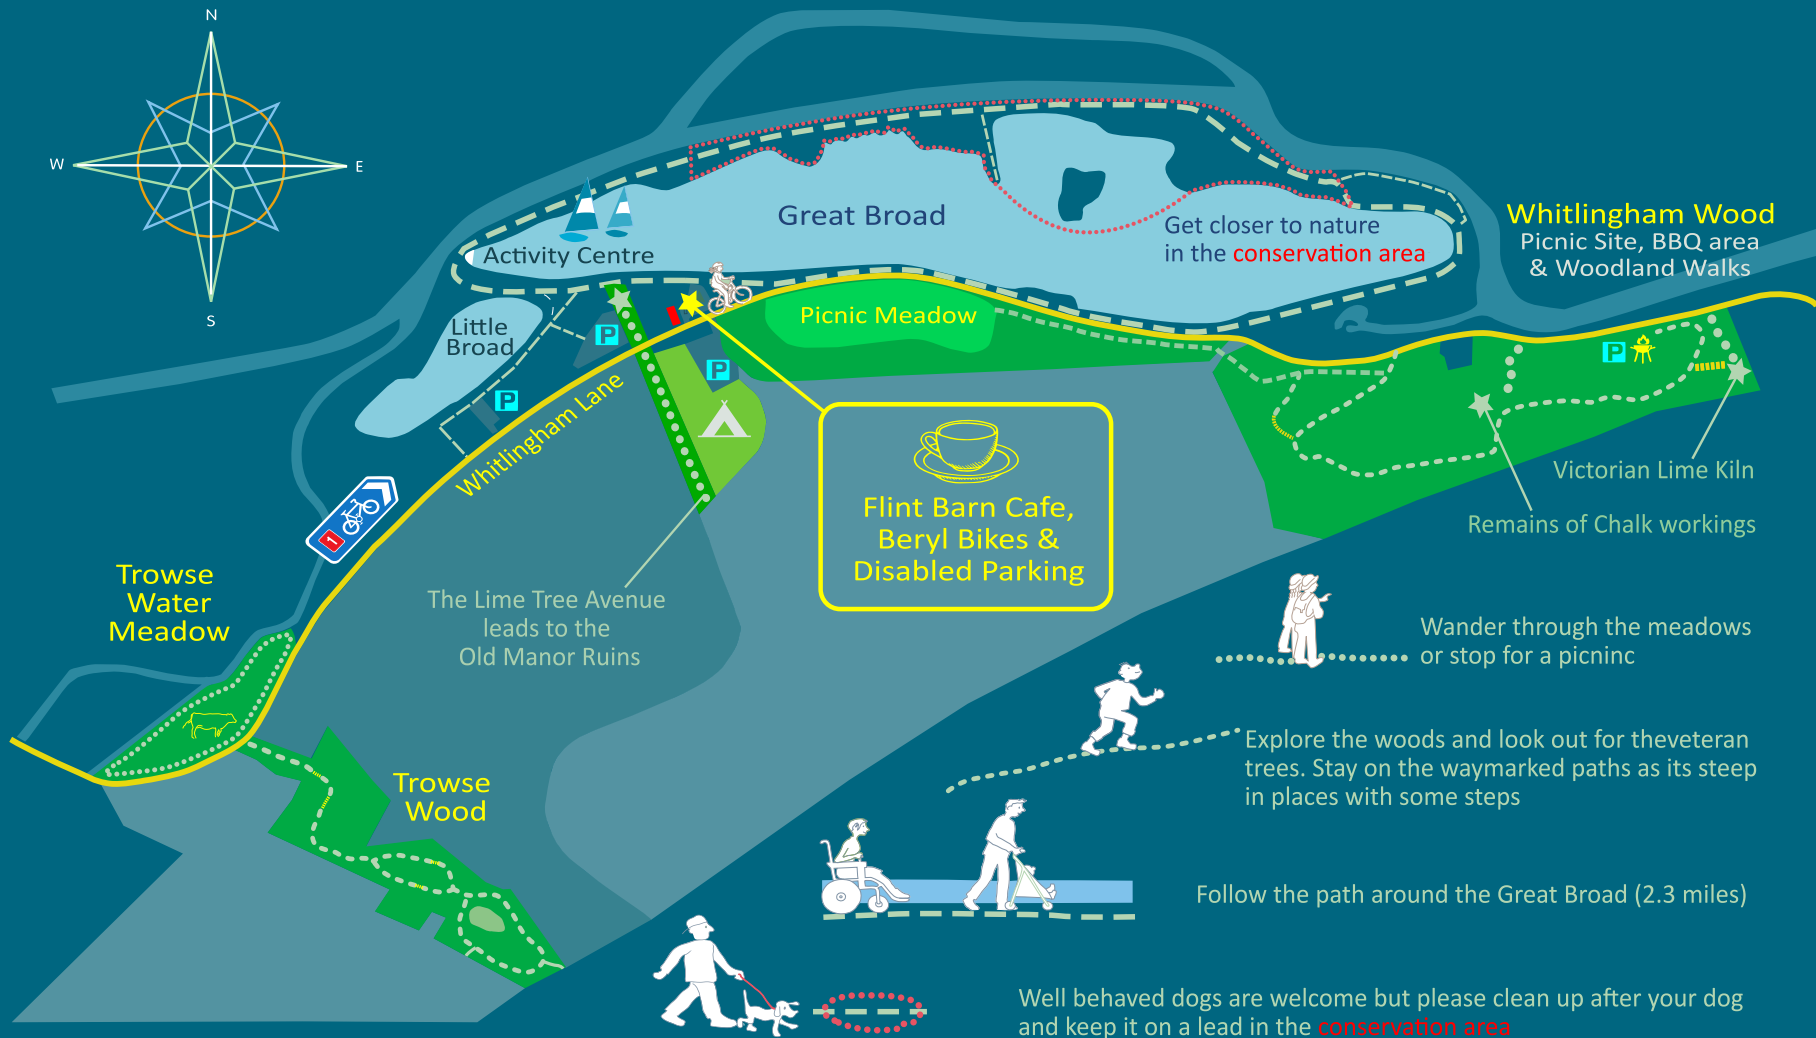 N
W
E
S
Great Broad
Activity Centre
Get closer to nature
in the conservation area
Whitlingham Wood
Picnic Site, BBQ area
& Woodland Walks
Little
Broad
P
P
P
P
Picnic Meadow
Whitlingham Lane
1
Flint Barn Cafe,
Beryl Bikes &
Disabled Parking
Victorian Lime Kiln
Remains of Chalk workings
Trowse
Water
Meadow
The Lime Tree Avenue
leads to the
Old Manor Ruins
Trowse
Wood
Wander through the meadows
or stop for a picninc
Explore the woods and look out for theveteran
trees. Stay on the waymarked paths as its steep
in places with some steps
Follow the path around the Great Broad (2.3 miles)
Well behaved dogs are welcome but please clean up after your dog
and keep it on a lead in the conservation area